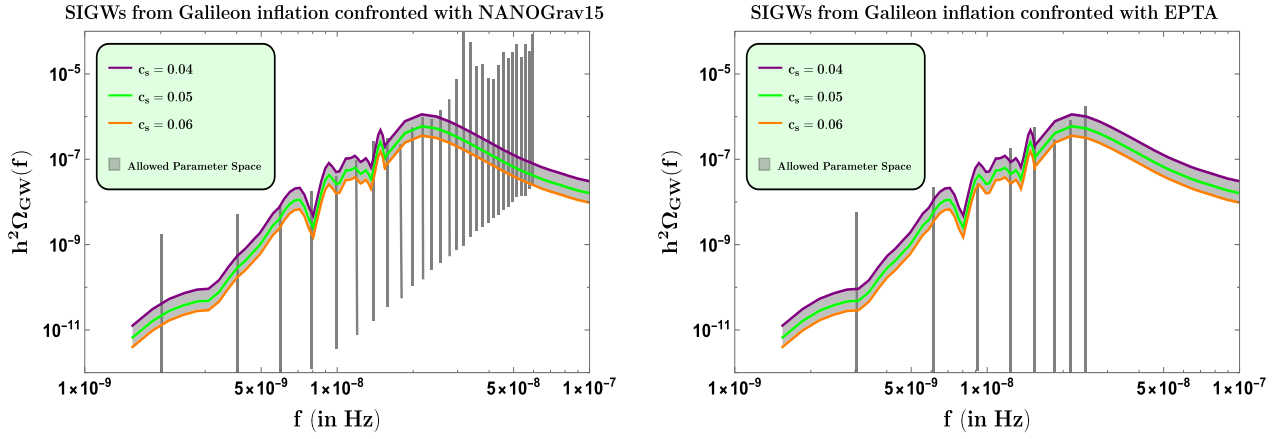 SIGWs from Galileon inflation confronted with NANOGrav15
c_s = 0.04
c_s = 0.05
c_s = 0.06
Allowed Parameter Space
10^-5
10^-7
10^-9
10^-11
h^2Ω_GW(f)
1×10^-9
5×10^-9
1×10^-8
5×10^-8
1×10^-7
f (in Hz)
SIGWs from Galileon inflation confronted with EPTA
c_s = 0.04
c_s = 0.05
c_s = 0.06
Allowed Parameter Space
10^-5
10^-7
10^-9
10^-11
h^2Ω_GW(f)
1×10^-9
5×10^-9
1×10^-8
5×10^-8
1×10^-7
f (in Hz)